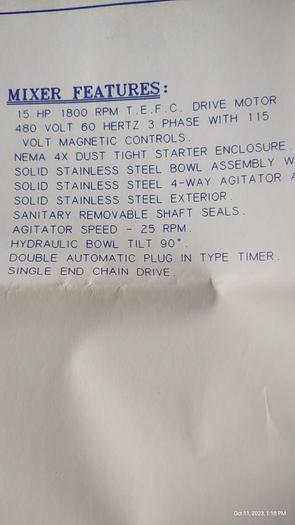 MIXER FEATURES:
15 HP 1800 RPM T.E.F.C. DRIVE MOTOR
480 VOLT 60 HERTZ 3 PHASE WITH 115
VOLT MAGNETIC CONTROLS.
NEMA 4X DUST TIGHT STARTER ENCLOSURE.
SOLID STAINLESS STEEL BOWL ASSEMBLY W
SOLID STAINLESS STEEL 4-WAY AGITATOR A
SOLID STAINLESS STEEL EXTERIOR.
SANITARY REMOVABLE SHAFT SEALS.
AGITATOR SPEED - 25 RPM.
HYDRAULIC BOWL TILT 90°.
DOUBLE AUTOMATIC PLUG IN TYPE TIMER.
SINGLE END CHAIN DRIVE.
Oct 11, 2023, 1:18 PM